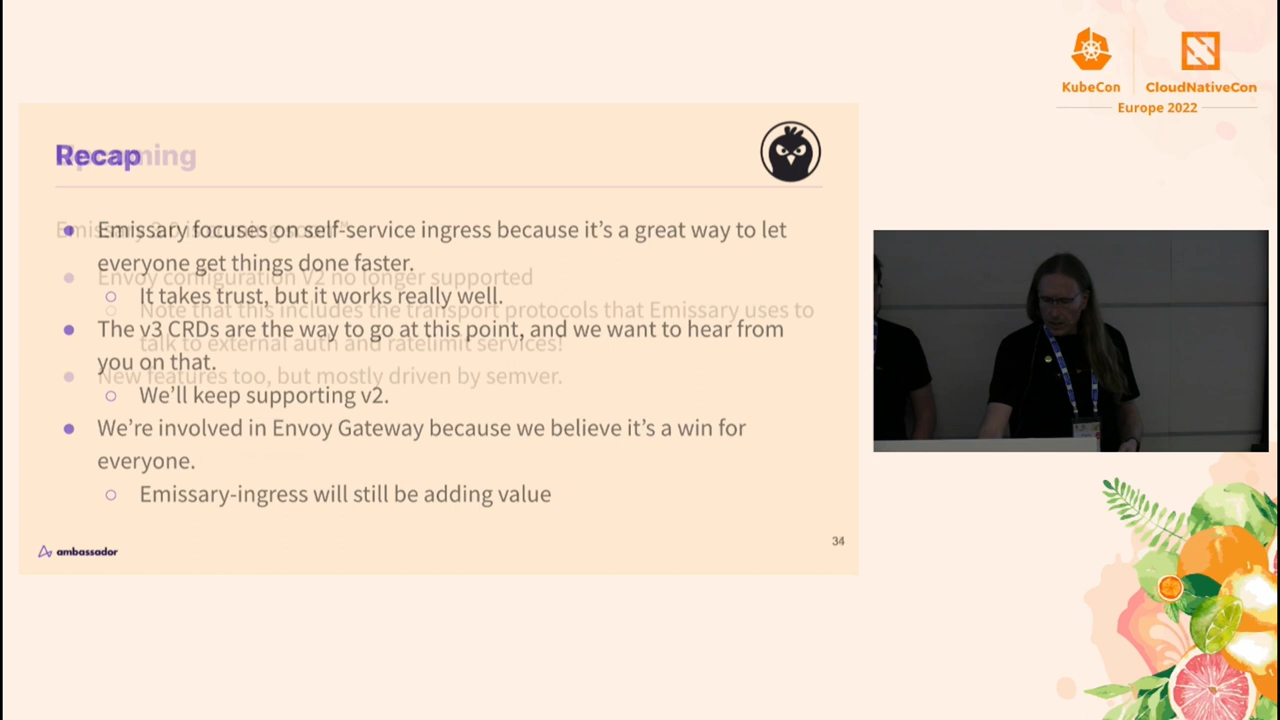 KubeCon
CloudNativeCon
Europe 2022
Recap
Emissary focuses on self-service ingress because it’s a great way to let
everyone get things done faster.
It takes trust, but it works really well.
The v3 CRDs are the way to go at this point, and we want to hear from
you on that.
We’ll keep supporting v2.
We’re involved in Envoy Gateway because we believe it’s a win for
everyone.
Emissary-ingress will still be adding value
Envoy configuration V2 no longer supported
Note that this includes the transport protocols that Emissary uses to
talk to external auth and ratelimit services!
New features too, but mostly driven by semver.
ambassador
34